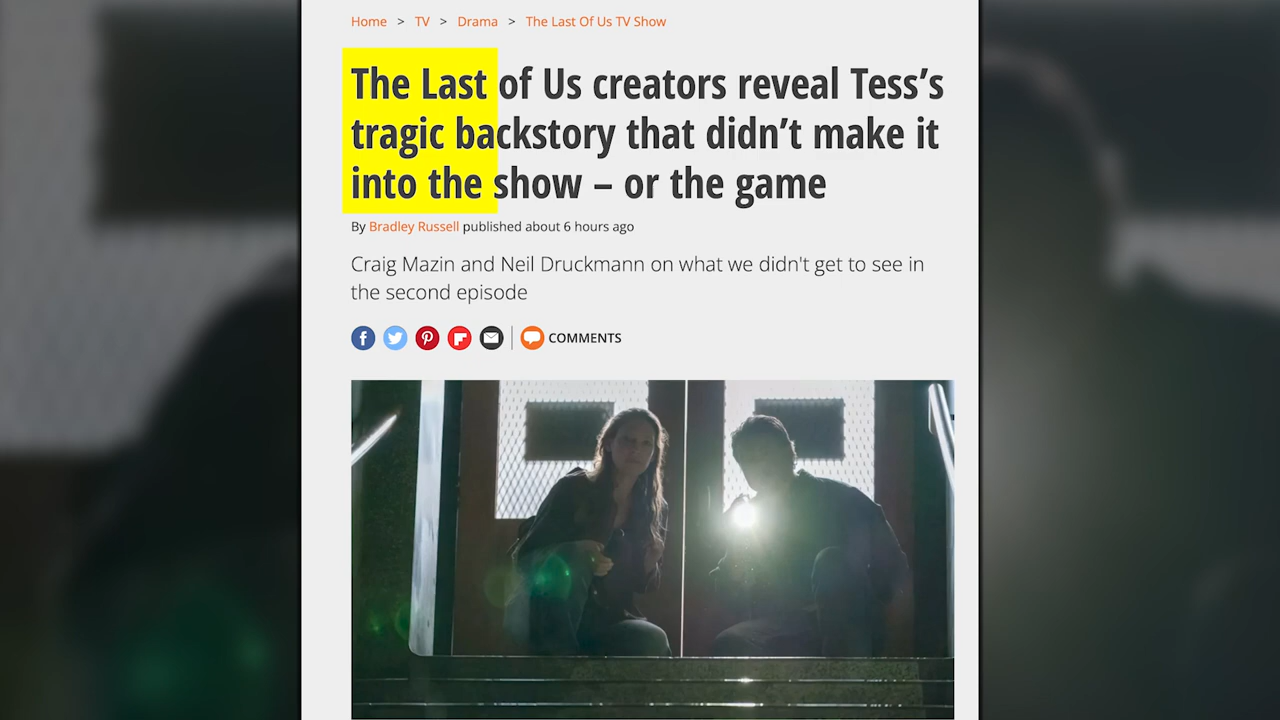 Home > TV > Drama > The Last Of Us TV Show
The Last of Us creators reveal Tess’s
tragic backstory that didn’t make it
into the show – or the game
By Bradley Russell published about 6 hours ago
Craig Mazin and Neil Druckmann on what we didn't get to see in
the second episode
COMMENTS